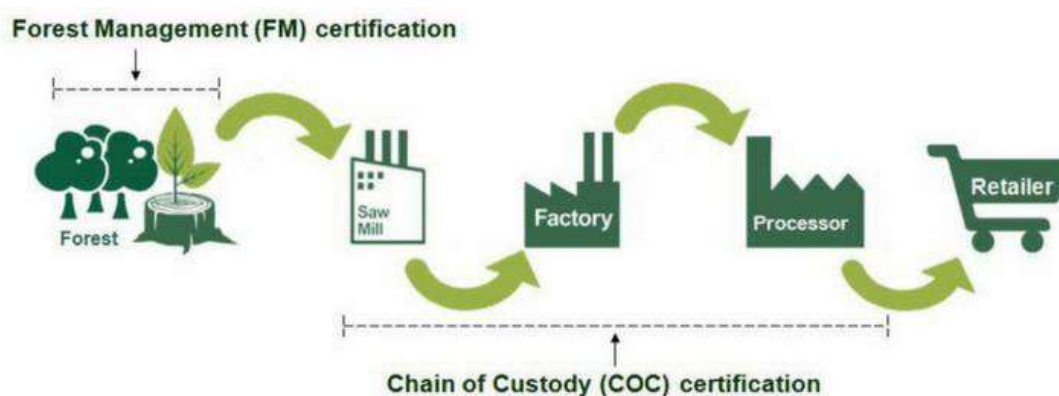 Forest Management (FM) certification
Forest
Saw
Mill
Factory
Processor
Retailer
Chain of Custody (COC) certification